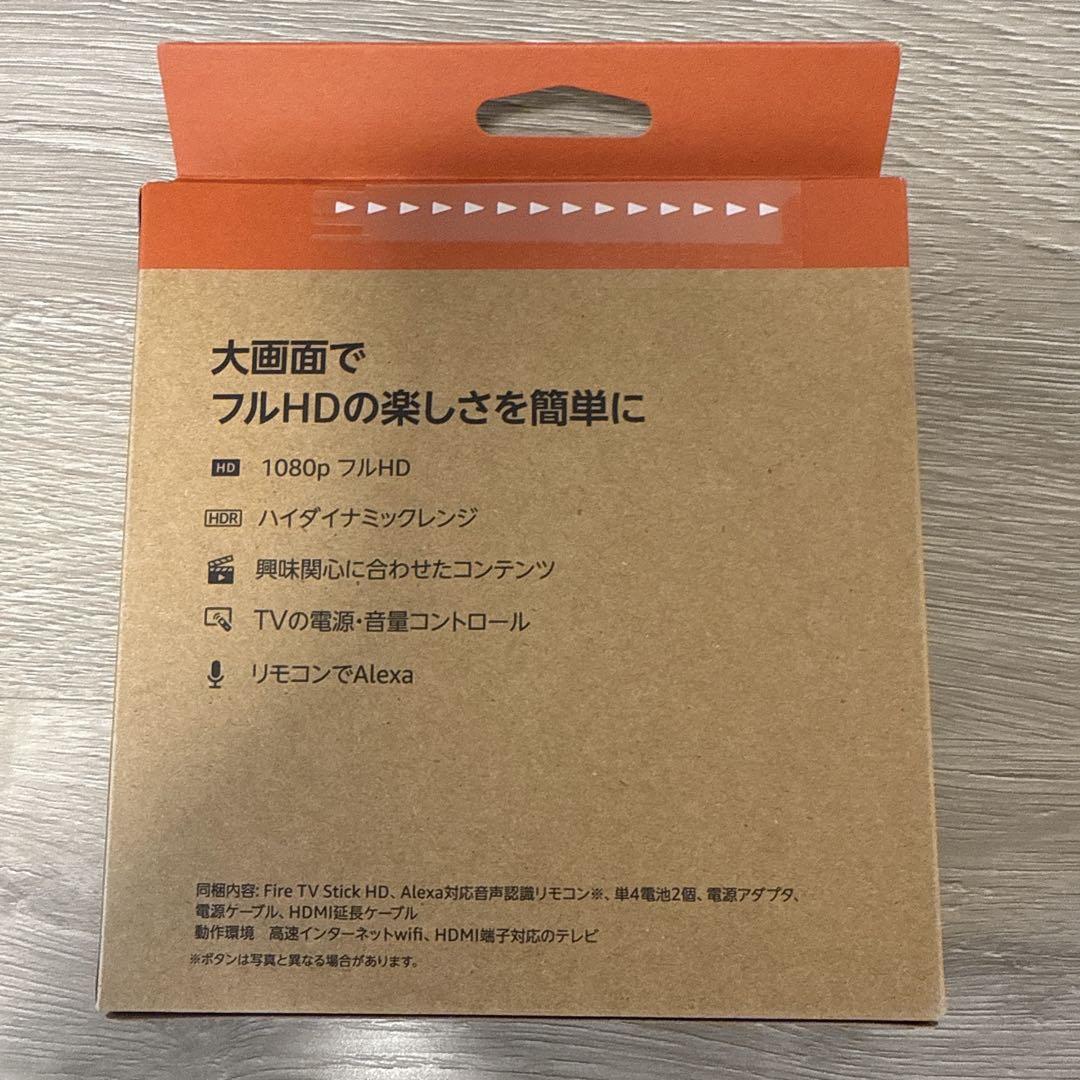 大画面で
フルHDの楽しさを簡単に
HD 1080p フルHD
HDR ハイダイナミックレンジ
興味関心に合わせたコンテンツ
TVの電源・音量コントロール
リモコンでAlexa
同梱内容: Fire TV Stick HD、Alexa対応音声認識リモコン※、単4電池2個、電源アダプタ、
電源ケーブル、HDMI延長ケーブル
動作環境　高速インターネットwifi、HDMI端子対応のテレビ
※ボタンは写真と異なる場合があります。